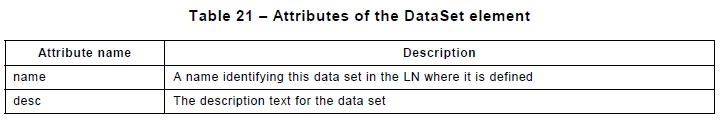 Table 21 – Attributes of the DataSet element
Attribute name Description
name A name identifying this data set in the LN where it is defined
desc The description text for the data set